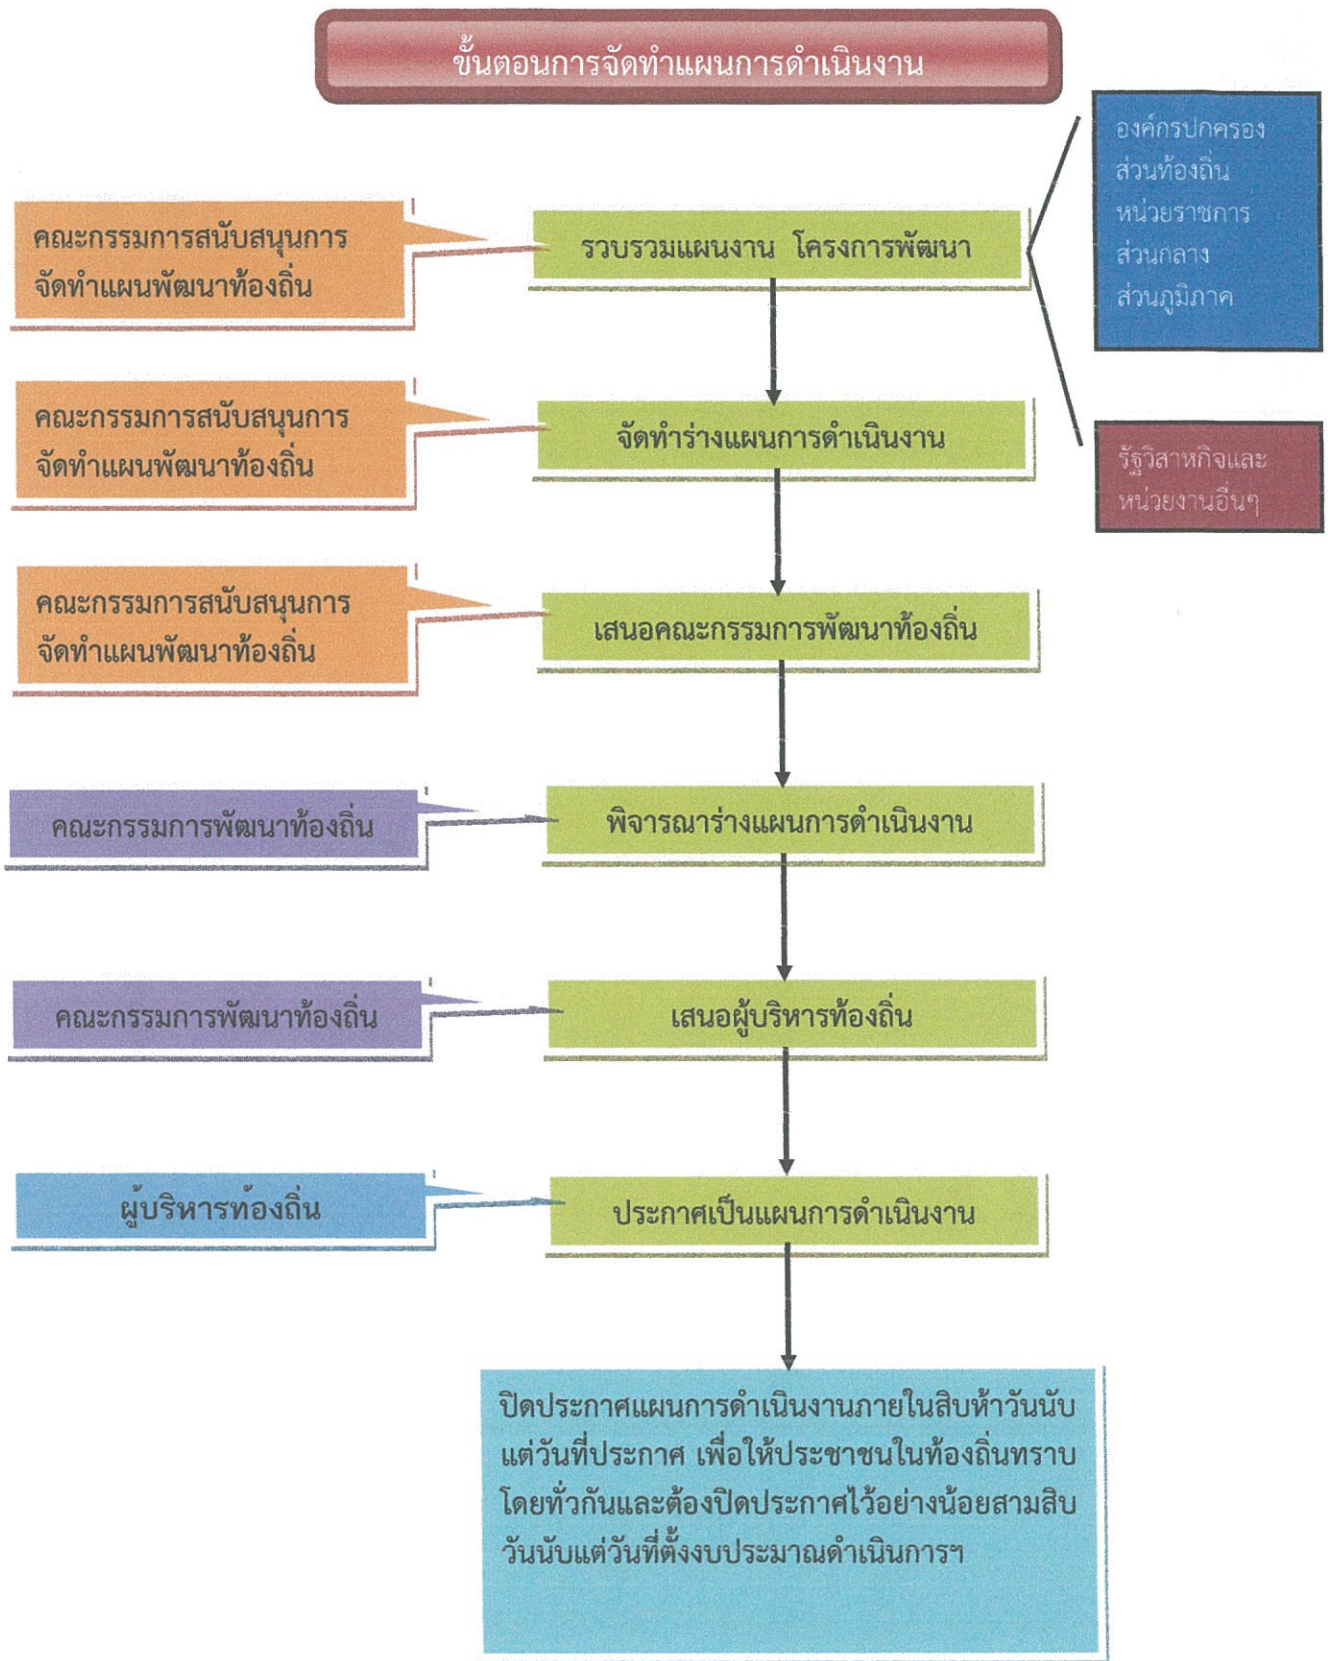 ขั้นตอนการจัดทำแผนการดำเนินงาน
องค์กรปกครอง
ส่วนท้องถิ่น
หน่วยราชการ
ส่วนกลาง
ส่วนภูมิภาค
คณะกรรมการสนับสนุนการ
จัดทำแผนพัฒนาท้องถิ่น
รวบรวมแผนงาน โครงการพัฒนา
คณะกรรมการสนับสนุนการ
จัดทำแผนพัฒนาท้องถิ่น
จัดทำร่างแผนการดำเนินงาน
รัฐวิสาหกิจและ
หน่วยงานอื่นๆ
คณะกรรมการสนับสนุนการ
จัดทำแผนพัฒนาท้องถิ่น
เสนอคณะกรรมการพัฒนาท้องถิ่น
คณะกรรมการพัฒนาท้องถิ่น
พิจารณาร่างแผนการดำเนินงาน
คณะกรรมการพัฒนาท้องถิ่น
เสนอผู้บริหารท้องถิ่น
ผู้บริหารท้องถิ่น
ประกาศเป็นแผนการดำเนินงาน
ปิดประกาศแผนการดำเนินงานภายในสิบห้าวันนับ
แต่วันที่ประกาศ เพื่อให้ประชาชนในท้องถิ่นทราบ
โดยทั่วกันและต้องปิดประกาศไว้อย่างน้อยสามสิบ
วันนับแต่วันที่ตั้งงบประมาณดำเนินการฯ